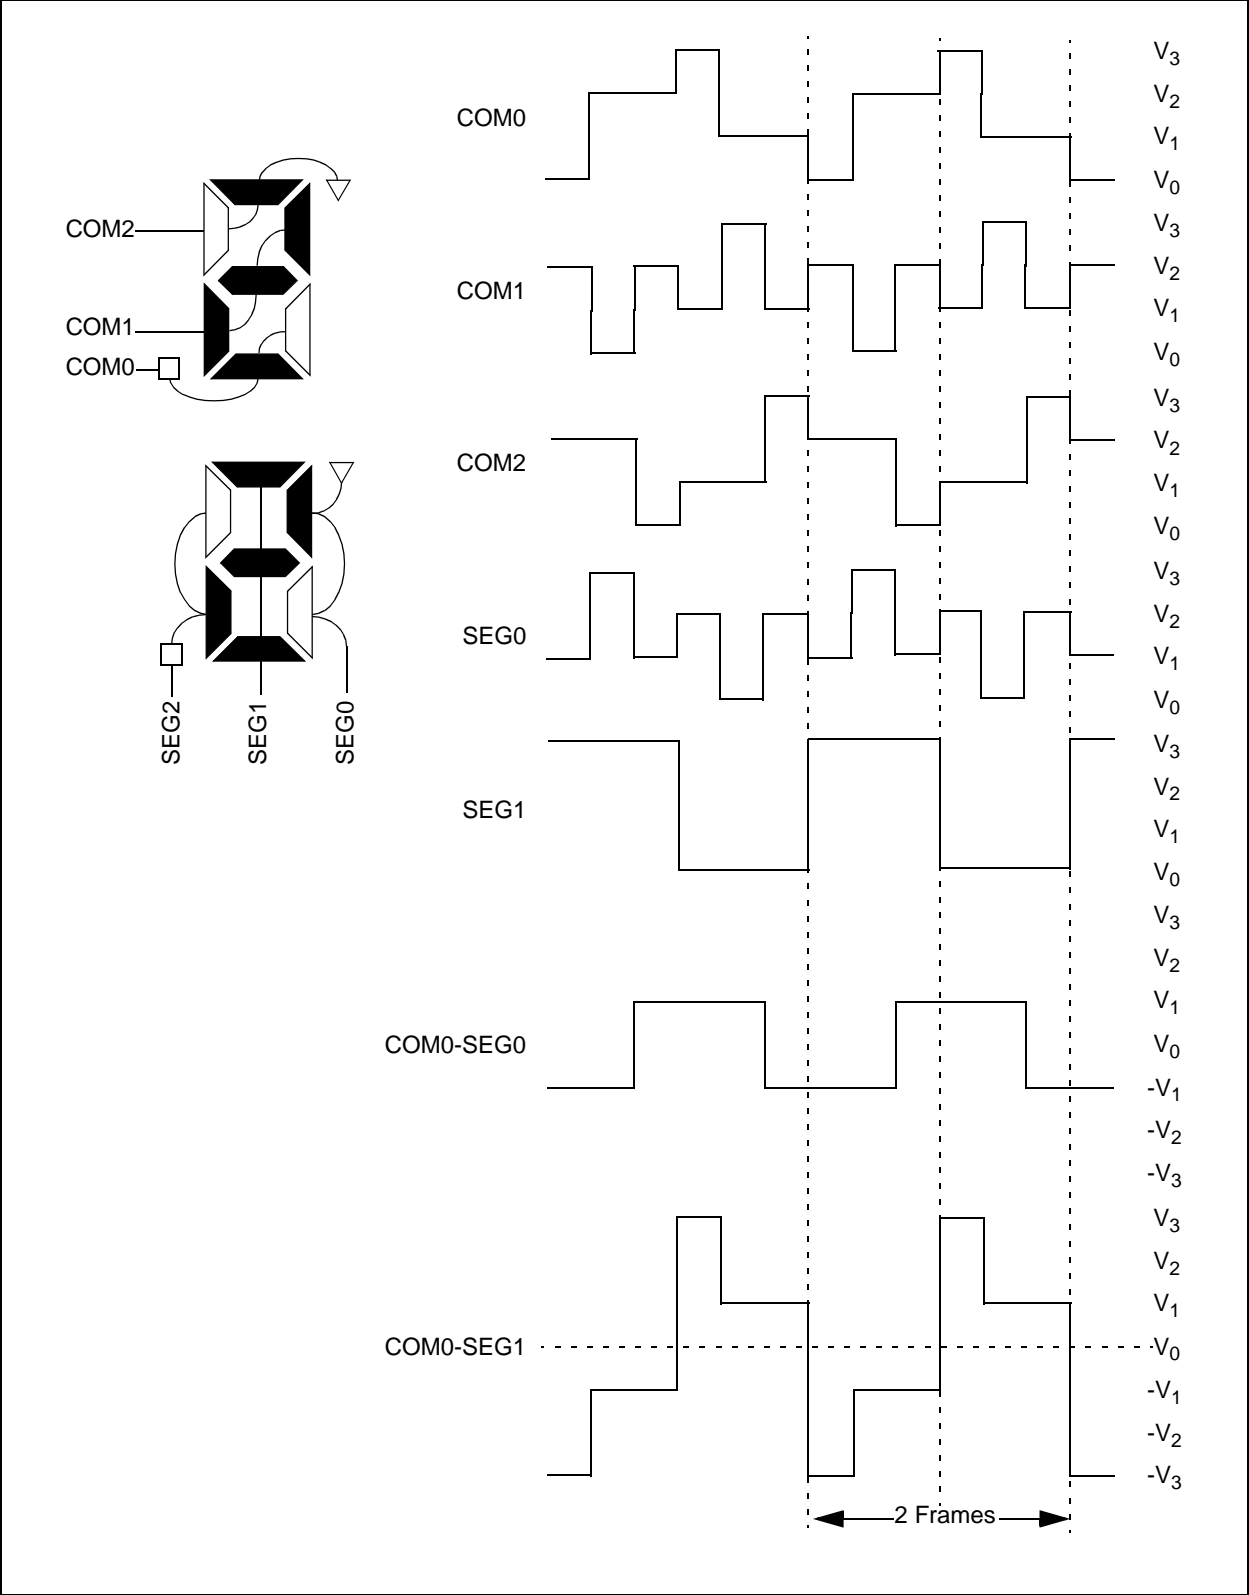 COM2
COM1
COM0
SEG2
SEG1
SEG0
COM0
V3
V2
V1
V0
COM1
V3
V2
V1
V0
COM2
V3
V2
V1
V0
SEG0
V3
V2
V1
V0
SEG1
V3
V2
V1
V0
COM0-SEG0
V3
V2
V1
V0
-V1
-V2
-V3
COM0-SEG1
V3
V2
V1
V0
-V1
-V2
-V3
2 Frames